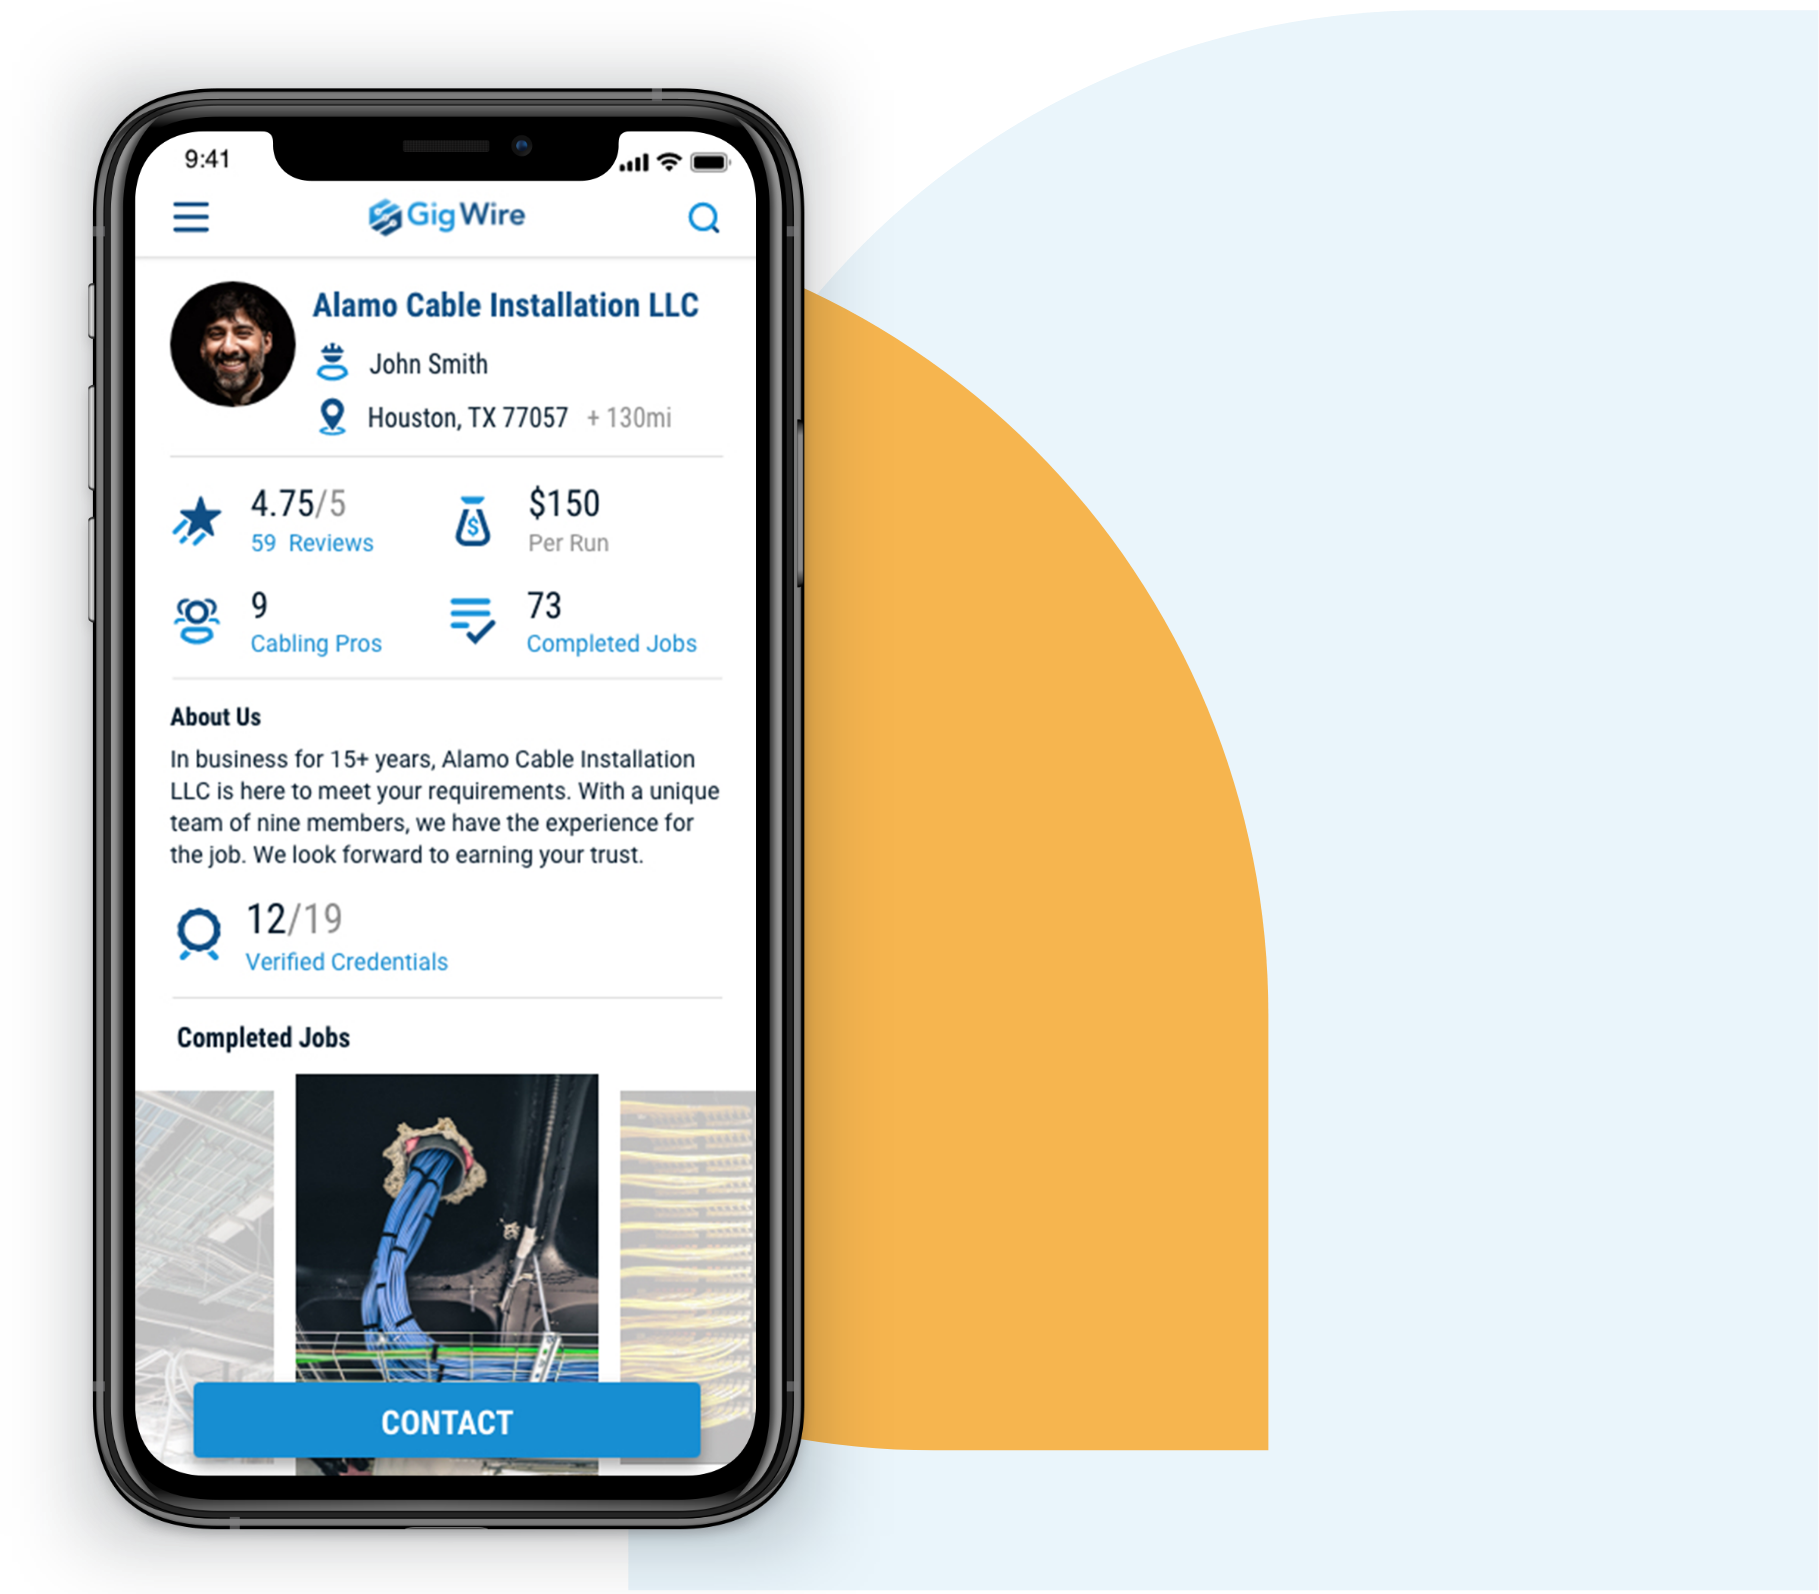 9:41
GigWire
Alamo Cable Installation LLC
John Smith
Houston, TX 77057 + 130mi
4.75/5
59 Reviews
$150
Per Run
9
Cabling Pros
73
Completed Jobs
About Us
In business for 15+ years, Alamo Cable Installation
LLC is here to meet your requirements. With a unique
team of nine members, we have the experience for
the job. We look forward to earning your trust.
12/19
Verified Credentials
Completed Jobs
CONTACT